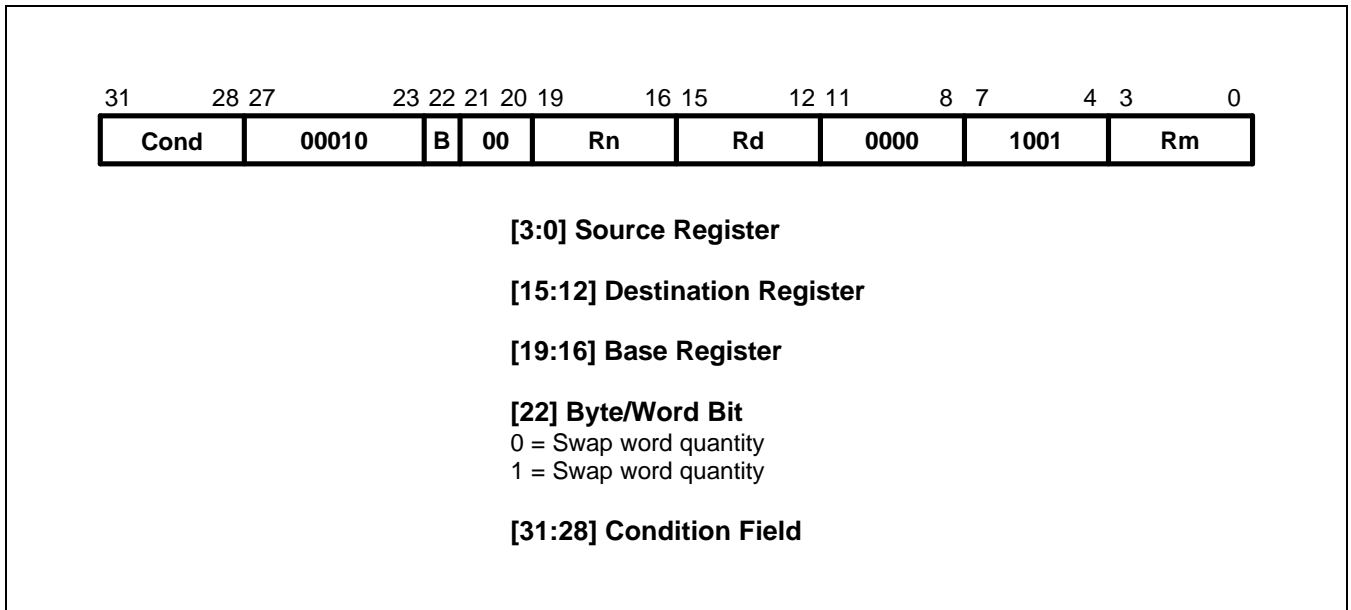 31 28 27 23 22 21 20 19 16 15 12 11 8 7 4 3 0
Cond 00010 B 00 Rn Rd 0000 1001 Rm
[3:0] Source Register
[15:12] Destination Register
[19:16] Base Register
[22] Byte/Word Bit
0 = Swap word quantity
1 = Swap word quantity
[31:28] Condition Field